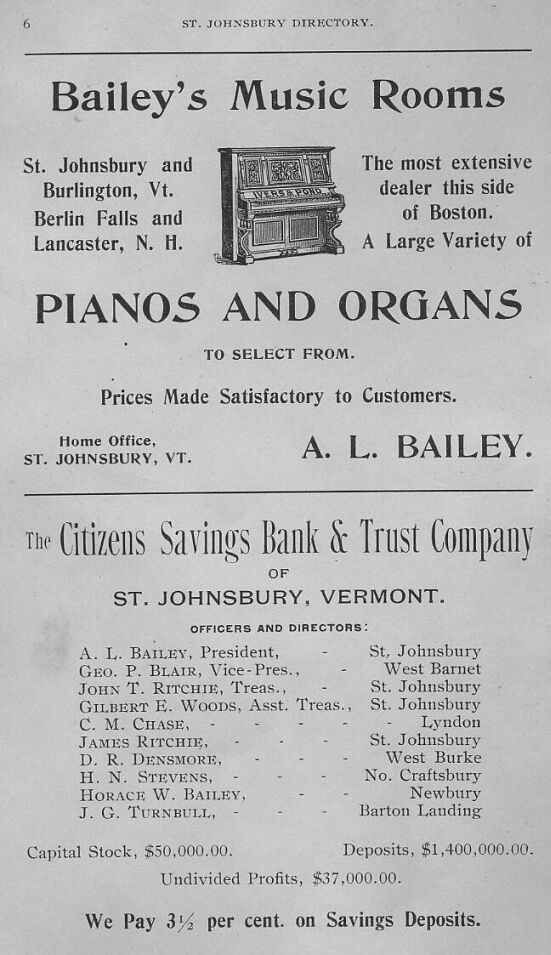 6
ST. JOHNSBURY DIRECTORY.
Bailey's Music Rooms
St. Johnsbury and
Burlington, Vt.
Berlin Falls and
Lancaster, N. H.
IVERS & POND
The most extensive
dealer this side
of Boston.
A Large Variety of
PIANOS AND ORGANS
TO SELECT FROM.
Prices Made Satisfactory to Customers.
Home Office,
ST. JOHNSBURY, VT.
A. L. BAILEY.
The Citizens Savings Bank & Trust Company
OF
ST. JOHNSBURY, VERMONT.
OFFICERS AND DIRECTORS:
A. L. BAILEY, President, - St. Johnsbury
GEO. P. BLAIR, Vice-Pres., - West Barnet
JOHN T. RITCHIE, Treas., - St. Johnsbury
GILBERT E. WOODS, Asst. Treas., St. Johnsbury
C. M. CHASE, - - - - - Lyndon
JAMES RITCHIE, - - - St. Johnsbury
D. R. DENSMORE, - - - West Burke
H. N. STEVENS, - - - No. Craftsbury
HORACE W. BAILEY, - - Newbury
J. G. TURNBULL, - - - Barton Landing
Capital Stock, $50,000.00. Deposits, $1,400,000.00.
Undivided Profits, $37,000.00.
We Pay 3½ per cent. on Savings Deposits.